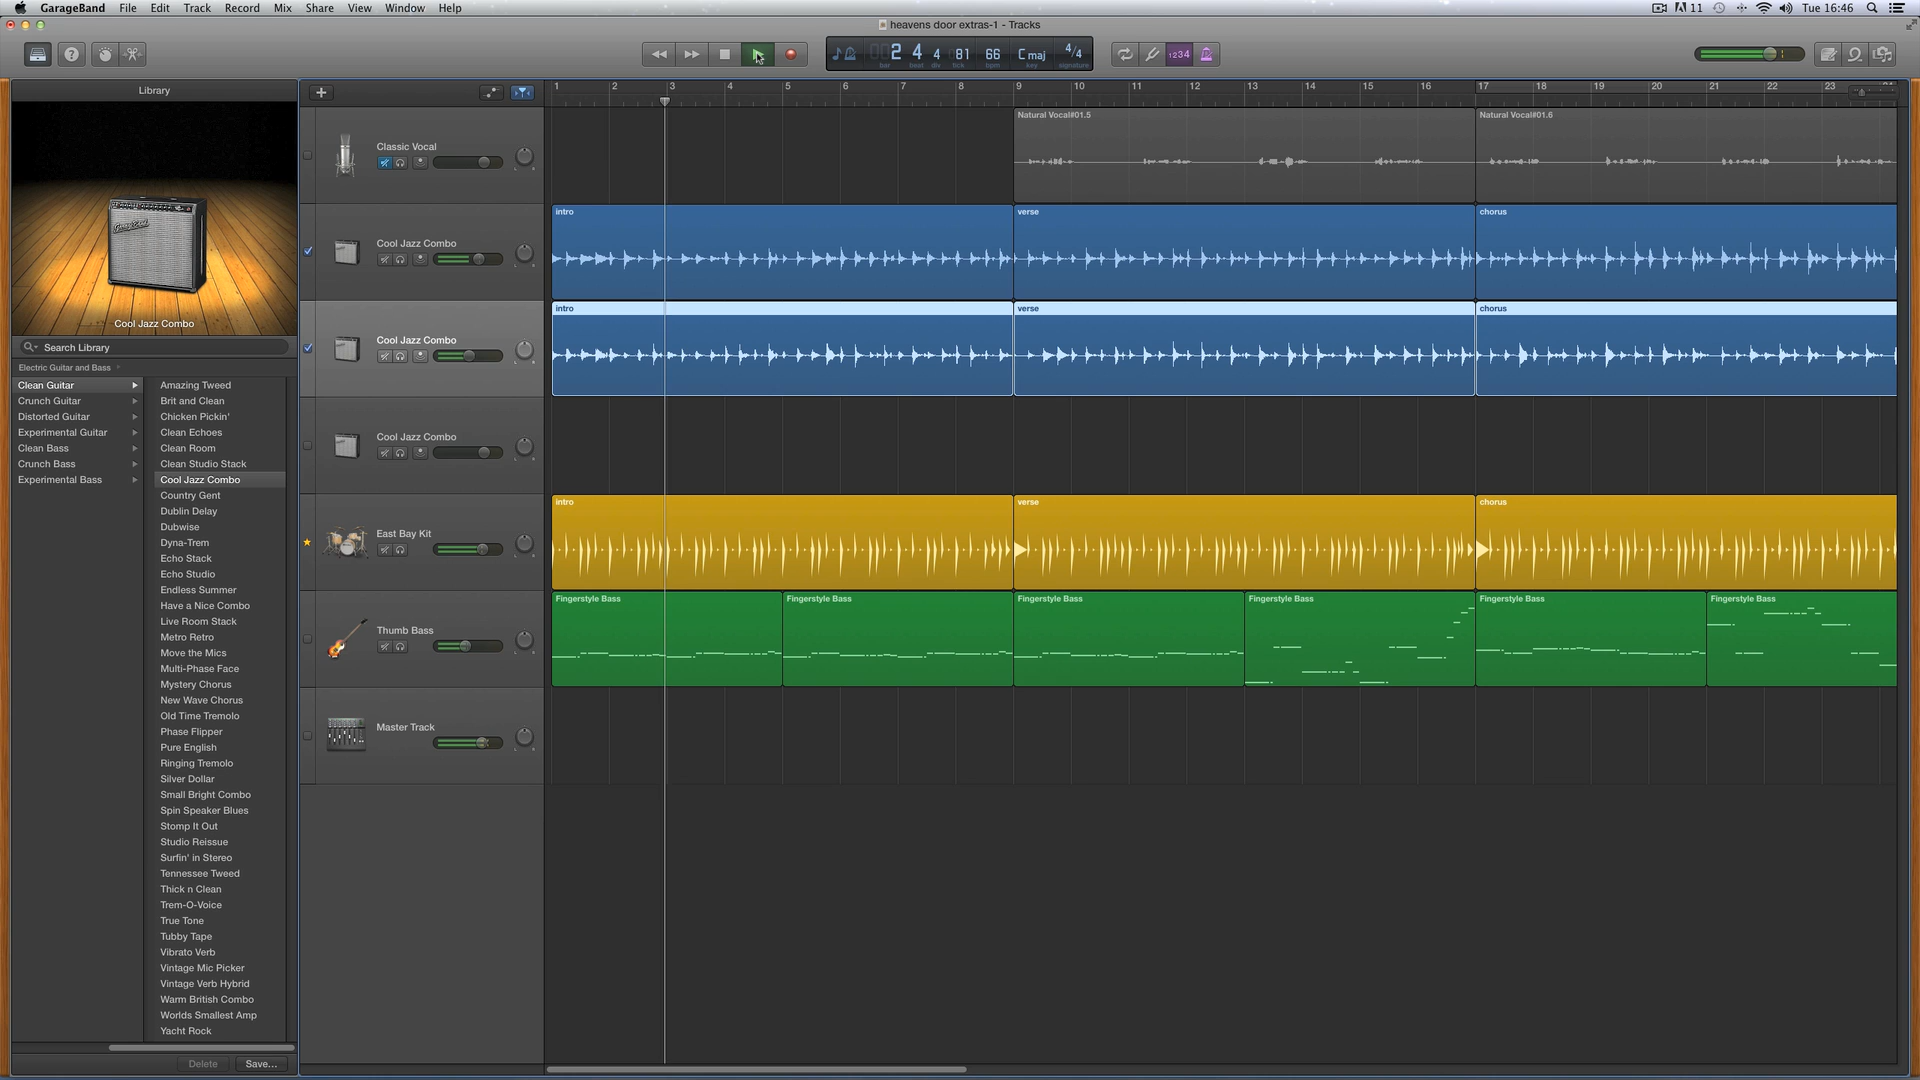 GarageBand File Edit Track Record Mix Share View Window Help 11 Tue 16:46
heavens door extras-1 - Tracks
2 4 4 81 66 C maj 4/4
bar beat div tick bpm key signature
1234
Library
Cool Jazz Combo
Search Library
Electric Guitar and Bass
Clean Guitar
Crunch Guitar
Distorted Guitar
Experimental Guitar
Clean Bass
Crunch Bass
Experimental Bass
Amazing Tweed
Brit and Clean
Chicken Pickin'
Clean Echoes
Clean Room
Clean Studio Stack
Cool Jazz Combo
Country Gent
Dublin Delay
Dubwise
Dyna-Trem
Echo Stack
Echo Studio
Endless Summer
Have a Nice Combo
Live Room Stack
Metro Retro
Move the Mics
Multi-Phase Face
Mystery Chorus
New Wave Chorus
Old Time Tremolo
Phase Flipper
Pure English
Ringing Tremolo
Silver Dollar
Small Bright Combo
Spin Speaker Blues
Stomp It Out
Studio Reissue
Surfin' in Stereo
Tennessee Tweed
Thick n Clean
Trem-O-Voice
True Tone
Tubby Tape
Vibrato Verb
Vintage Mic Picker
Vintage Verb Hybrid
Warm British Combo
Worlds Smallest Amp
Yacht Rock
Delete Save...
1 2 3 4 5 6 7 8 9 10 11 12 13 14 15 16 17 18 19 20 21 22 23
Classic Vocal
Natural Vocal#01.5 Natural Vocal#01.6
Cool Jazz Combo
intro verse chorus
Cool Jazz Combo
intro verse chorus
Cool Jazz Combo
East Bay Kit
intro verse chorus
Thumb Bass
Fingerstyle Bass Fingerstyle Bass Fingerstyle Bass Fingerstyle Bass Fingerstyle Bass Fingerstyle Bass
Master Track